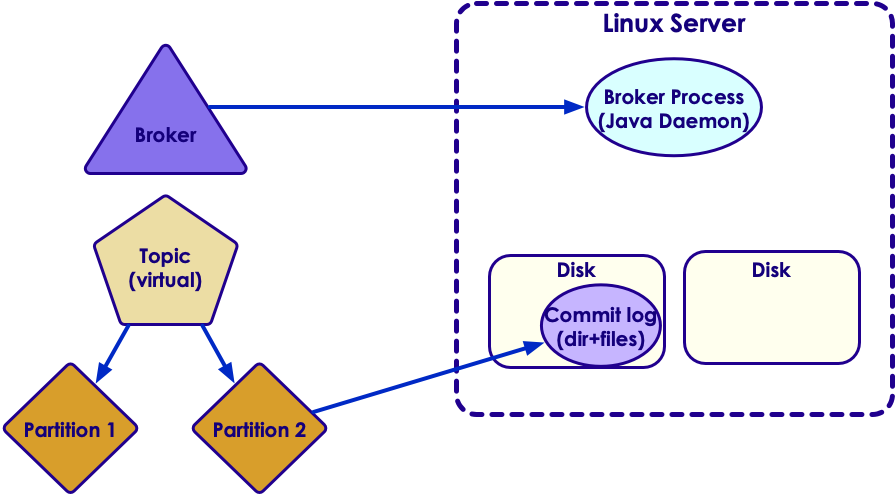 Linux Server
Broker Process
(Java Daemon)
Broker
Topic
(virtual)
Disk
Disk
Commit log
(dir+files)
Partition 1
Partition 2